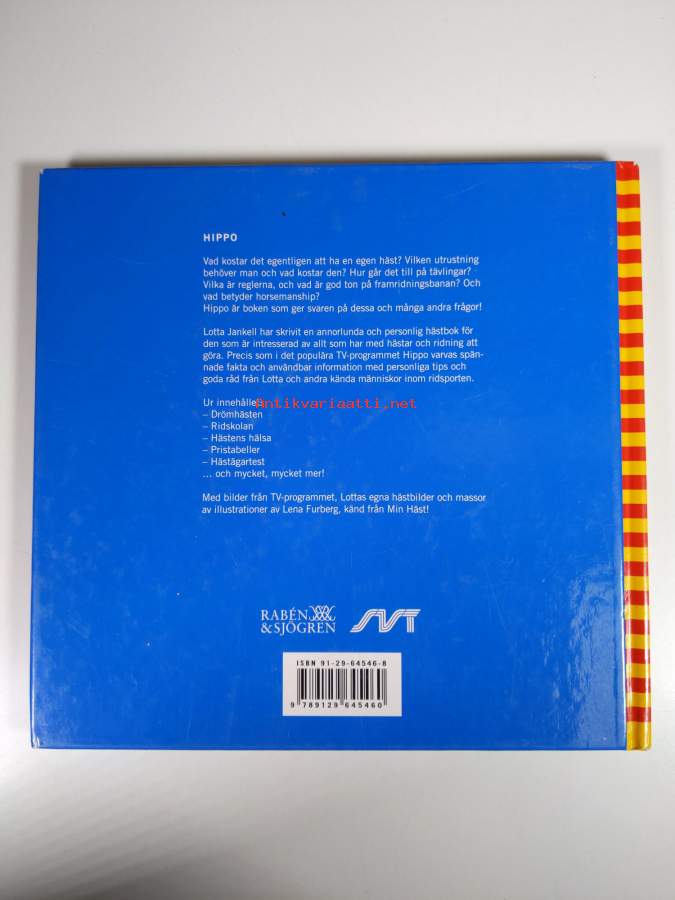 HIPPO
Vad kostar det egentligen att ha en egen häst? Vilken utrustning
behöver man och vad kostar den? Hur går det till på tävlingar?
Vilka är reglerna, och vad är god ton på framridningsbanan? Och
vad betyder horsemanship?
Hippo är boken som ger svaren på dessa och många andra frågor!
Lotta Jankell har skrivit en annorlunda och personlig hästbok för
den som är intresserad av allt som har med hästar och ridning att
göra. Precis som i det populära TV-programmet Hippo varvas spän-
nade fakta och användbar information med personliga tips och
goda råd från Lotta och andra kända människor inom ridsporten.
Ur innehållet:
Antikvariaatti.net
– Drömhästen
– Ridskolan
– Hästens hälsa
– Pristabeller
– Hästägartest
... och mycket, mycket mer!
Med bilder från TV-programmet, Lottas egna hästbilder och massor
av illustrationer av Lena Furberg, känd från Min Häst!
RABÉN
&SJÖGREN
SVT
ISBN 91-29-64546-8
9 789129 645460